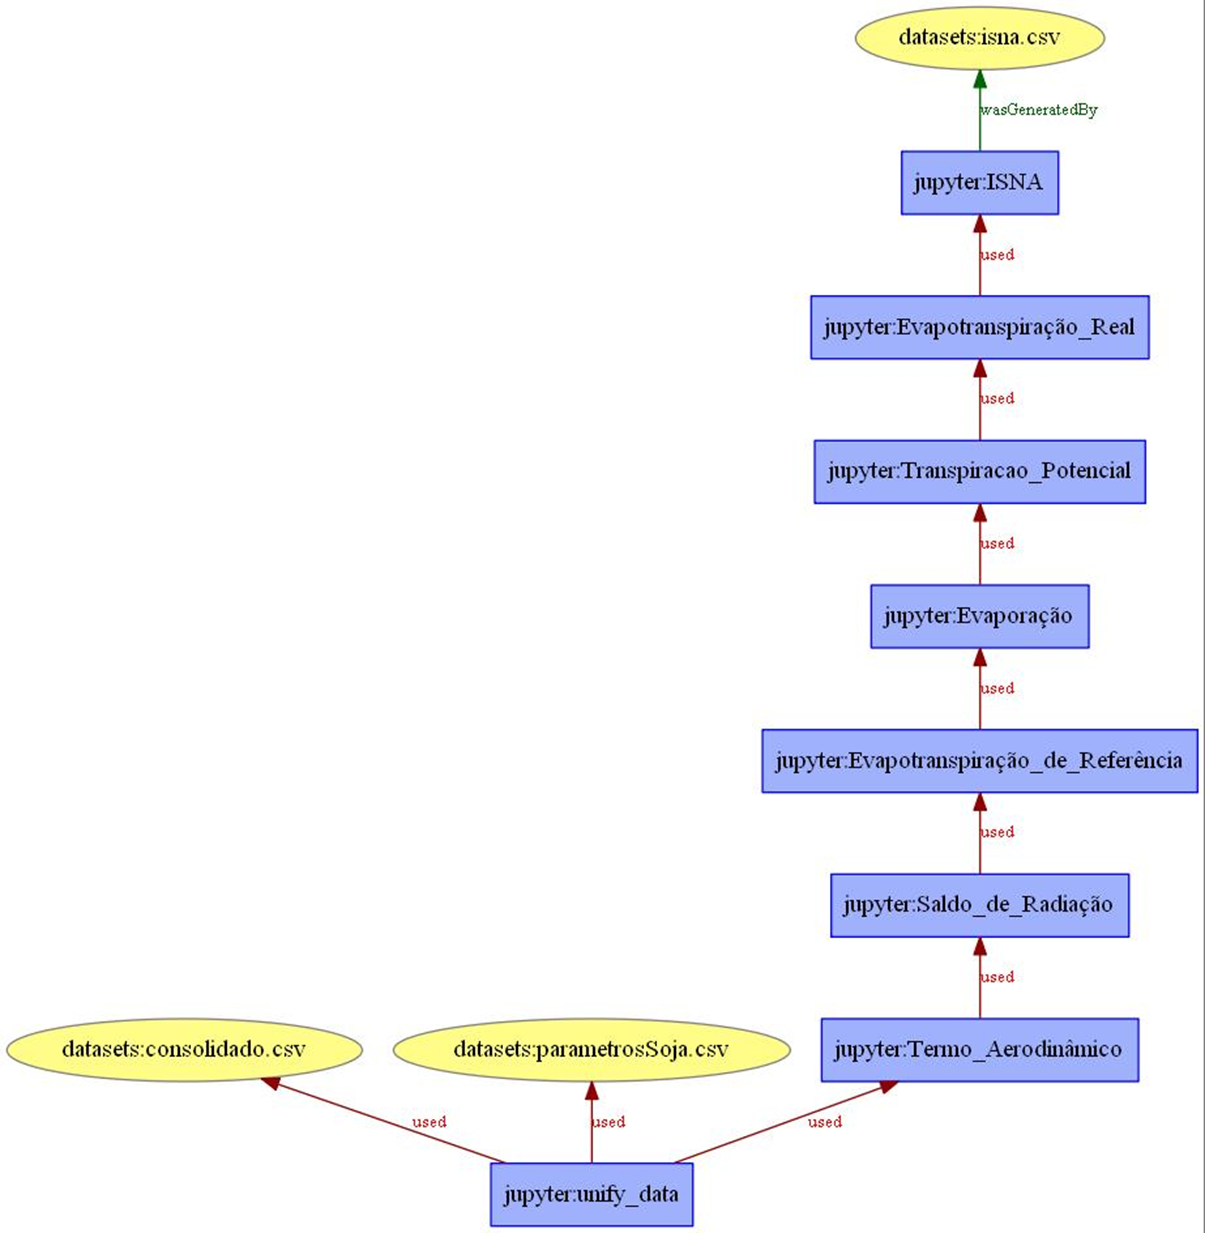 datasets:isna.csv
wasGeneratedBy
jupyter:ISNA
used
jupyter:Evapotranspiração_Real
used
jupyter:Transpiracao_Potencial
used
jupyter:Evaporação
used
jupyter:Evapotranspiração_de_Referência
used
jupyter:Saldo_de_Radiação
used
datasets:consolidado.csv
datasets:parametrosSoja.csv
jupyter:Termo_Aerodinâmico
used
used
used
jupyter:unify_data